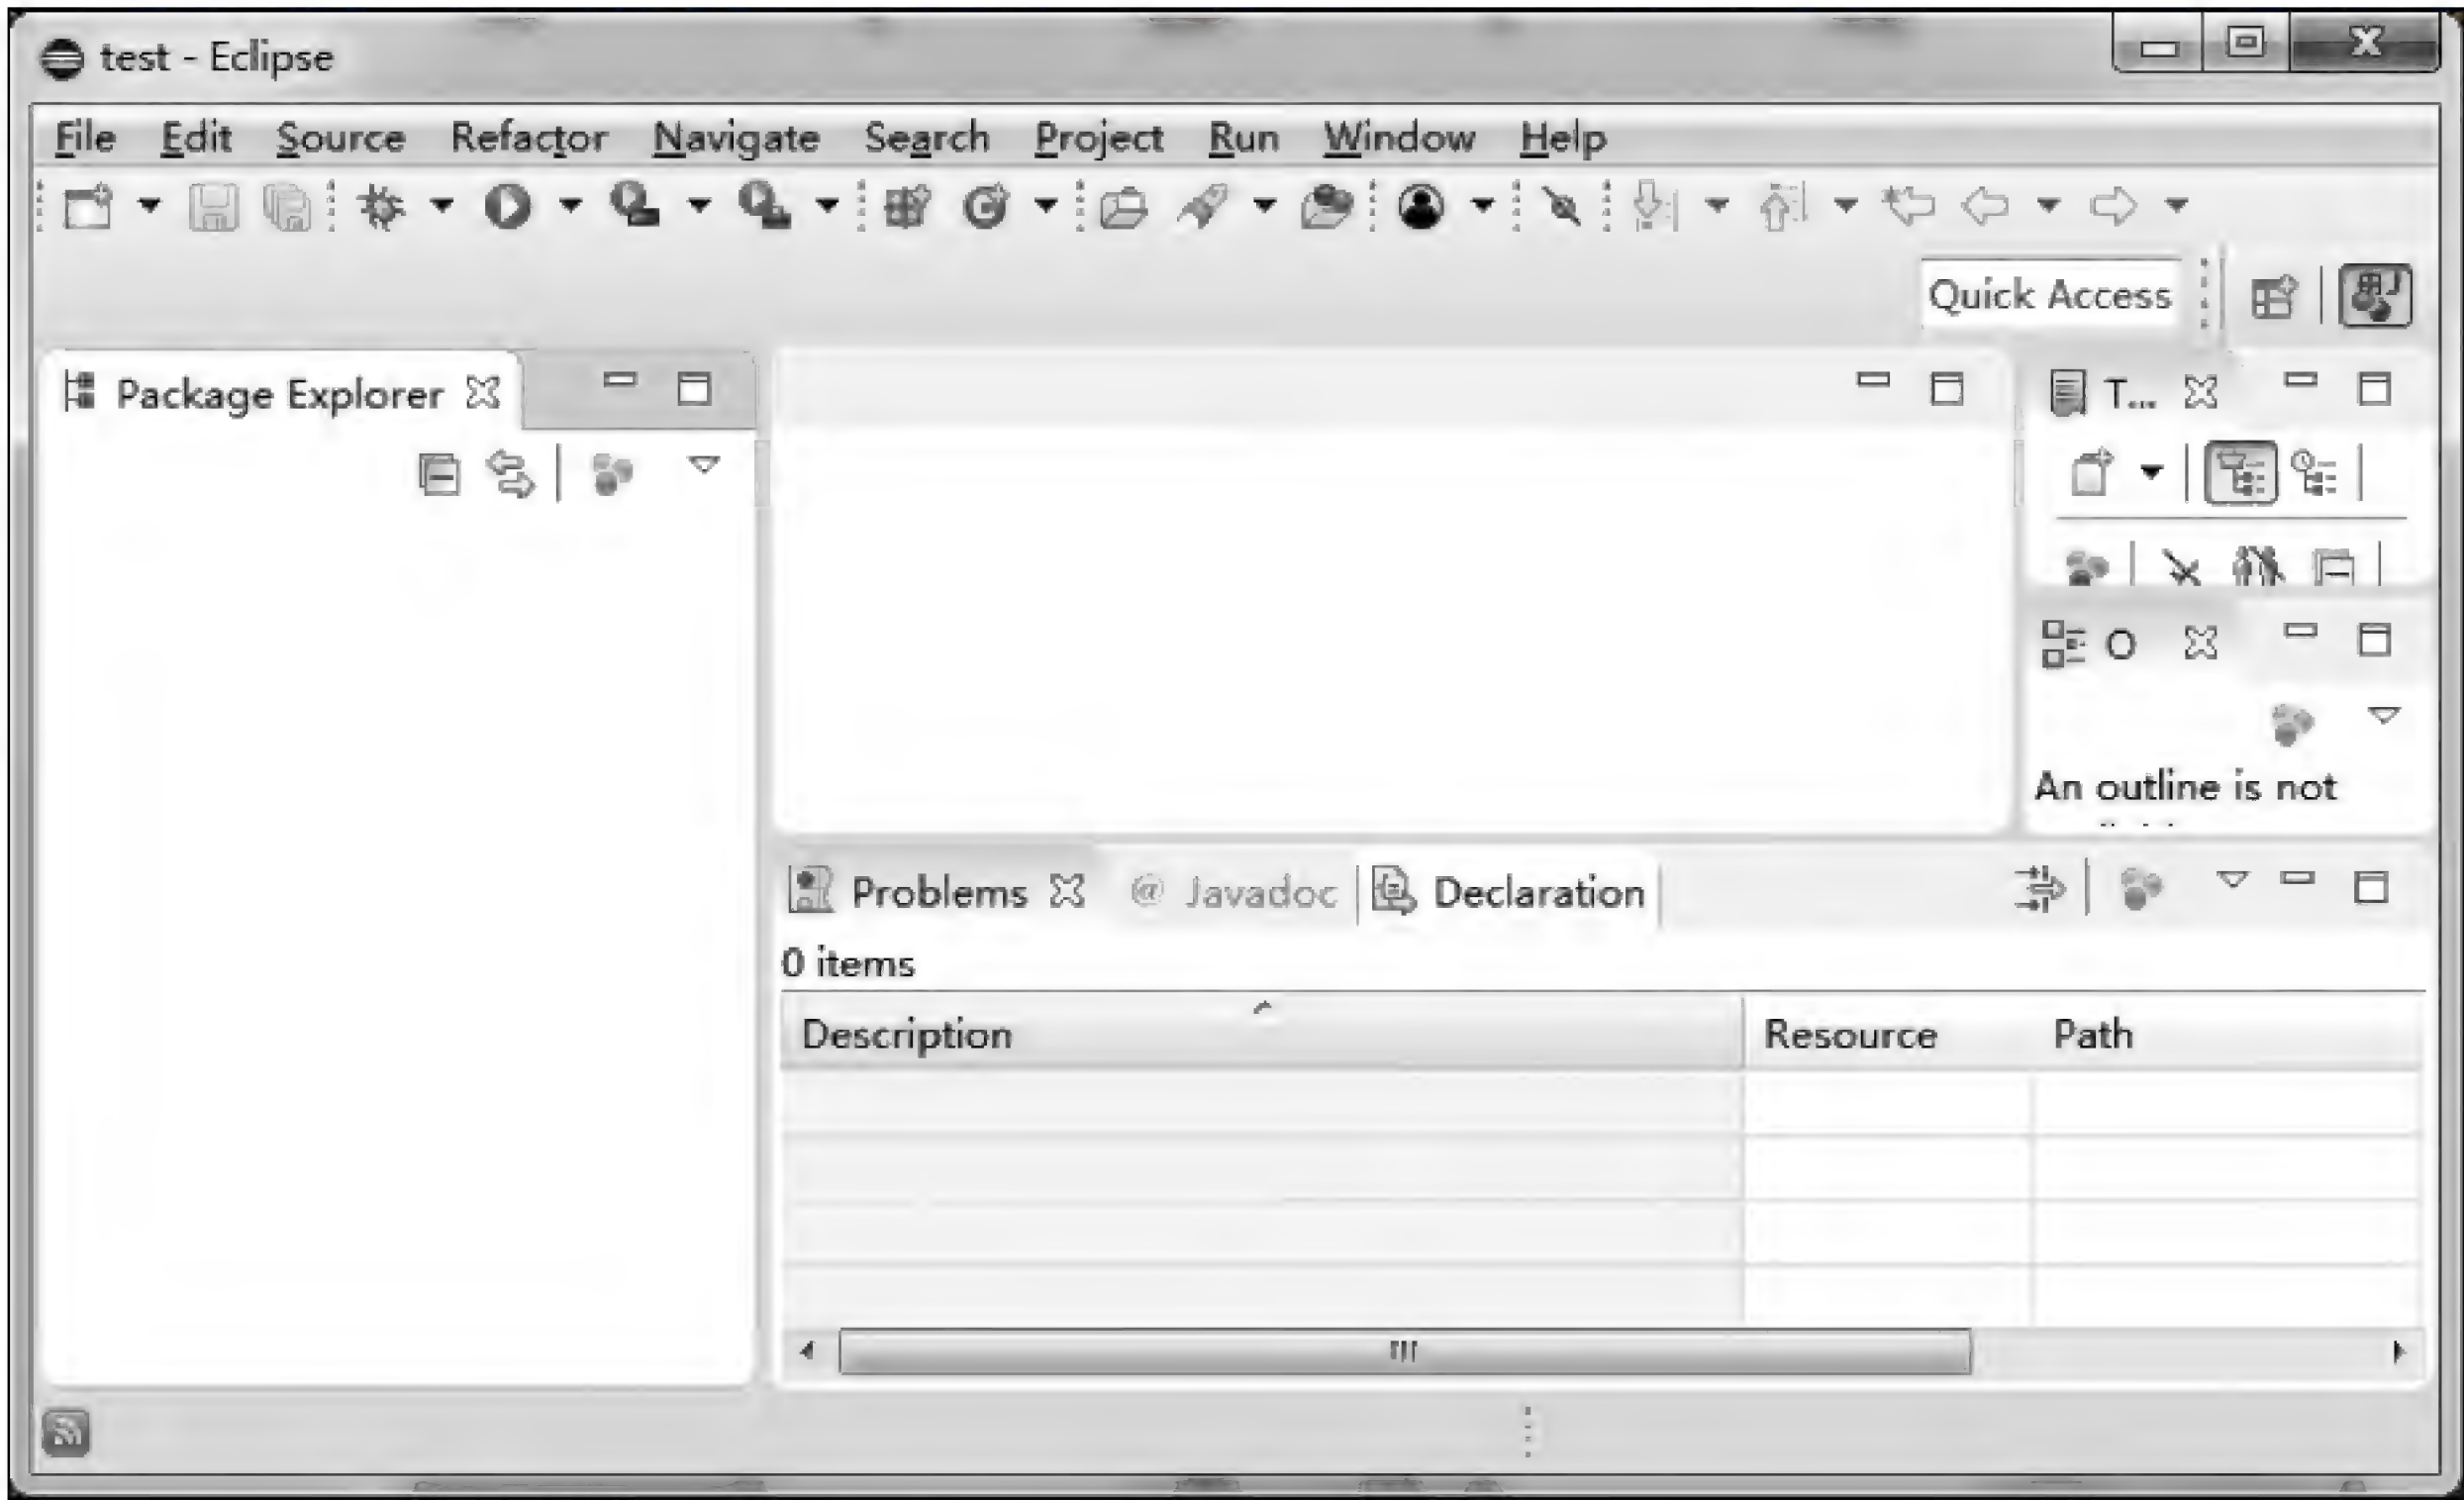 test - Eclipse
File Edit Source Refactor Navigate Search Project Run Window Help
Quick Access
Package Explorer
T...
O
An outline is not
Problems @ Javadoc Declaration
0 items
Description Resource Path